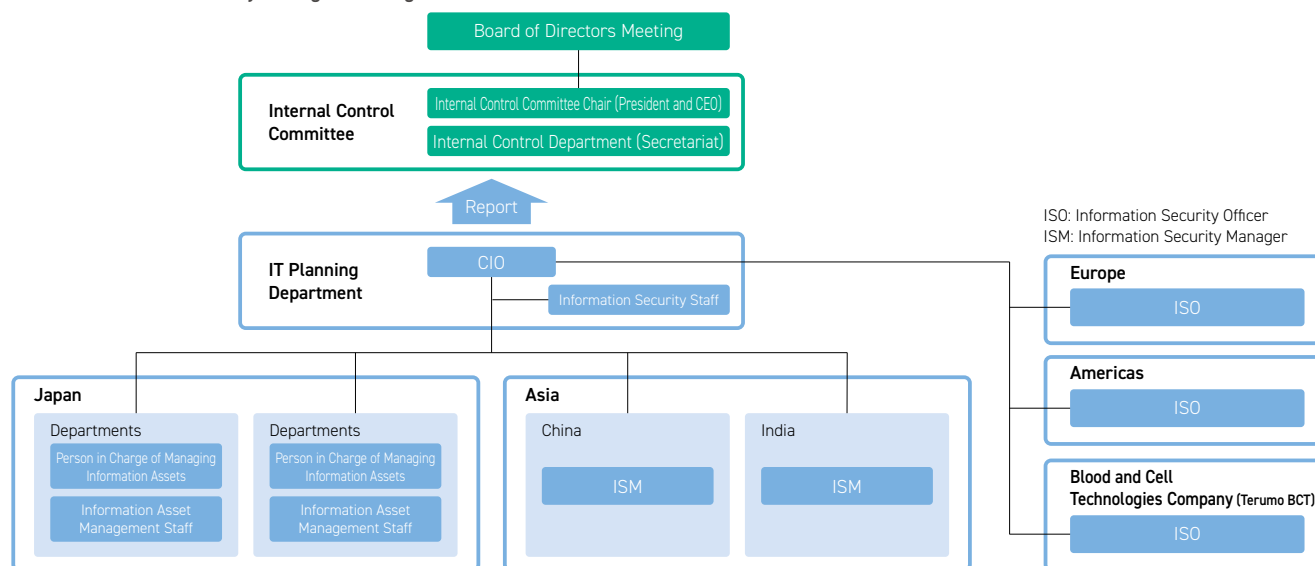 Board of Directors Meeting
Internal Control
Committee
Internal Control Committee Chair (President and CEO)
Internal Control Department (Secretariat)
Report
ISO: Information Security Officer
ISM: Information Security Manager
IT Planning
Department
CIO
Information Security Staff
Europe
ISO
Americas
ISO
Blood and Cell
Technologies Company (Terumo BCT)
ISO
Japan
Departments
Person in Charge of Managing
Information Assets
Information Asset
Management Staff
Departments
Person in Charge of Managing
Information Assets
Information Asset
Management Staff
Asia
China
ISM
India
ISM